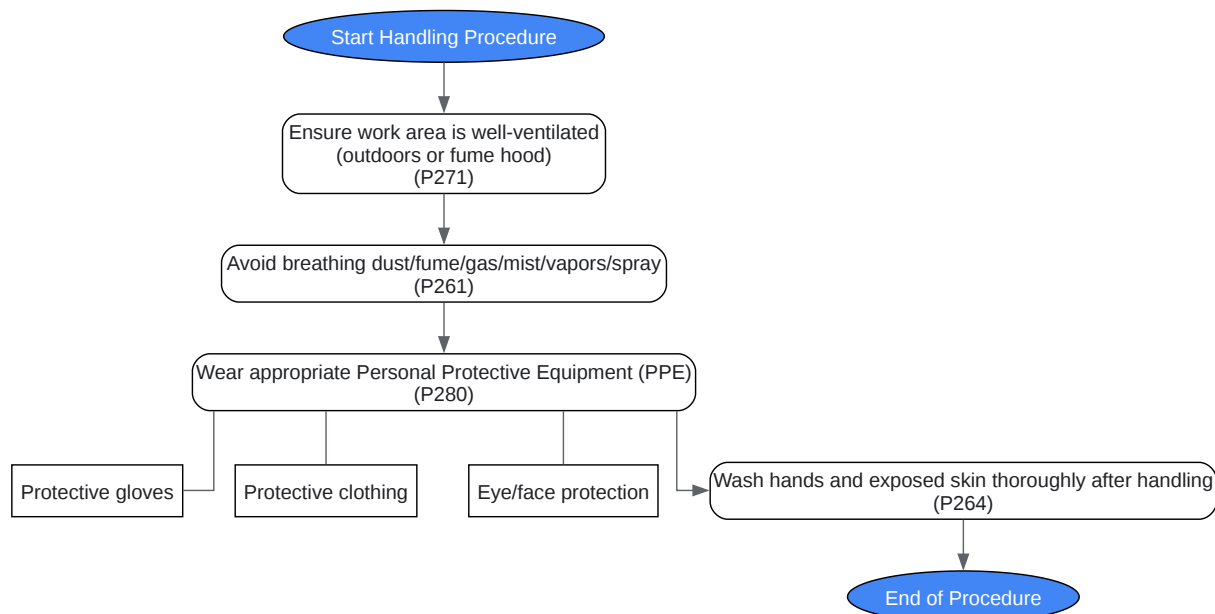 Start Handling Procedure
Ensure work area is well-ventilated
(outdoors or fume hood)
(P271)
Avoid breathing dust/fume/gas/mist/vapors/spray
(P261)
Wear appropriate Personal Protective Equipment (PPE)
(P280)
Protective gloves
Protective clothing
Eye/face protection
Wash hands and exposed skin thoroughly after handling
(P264)
End of Procedure